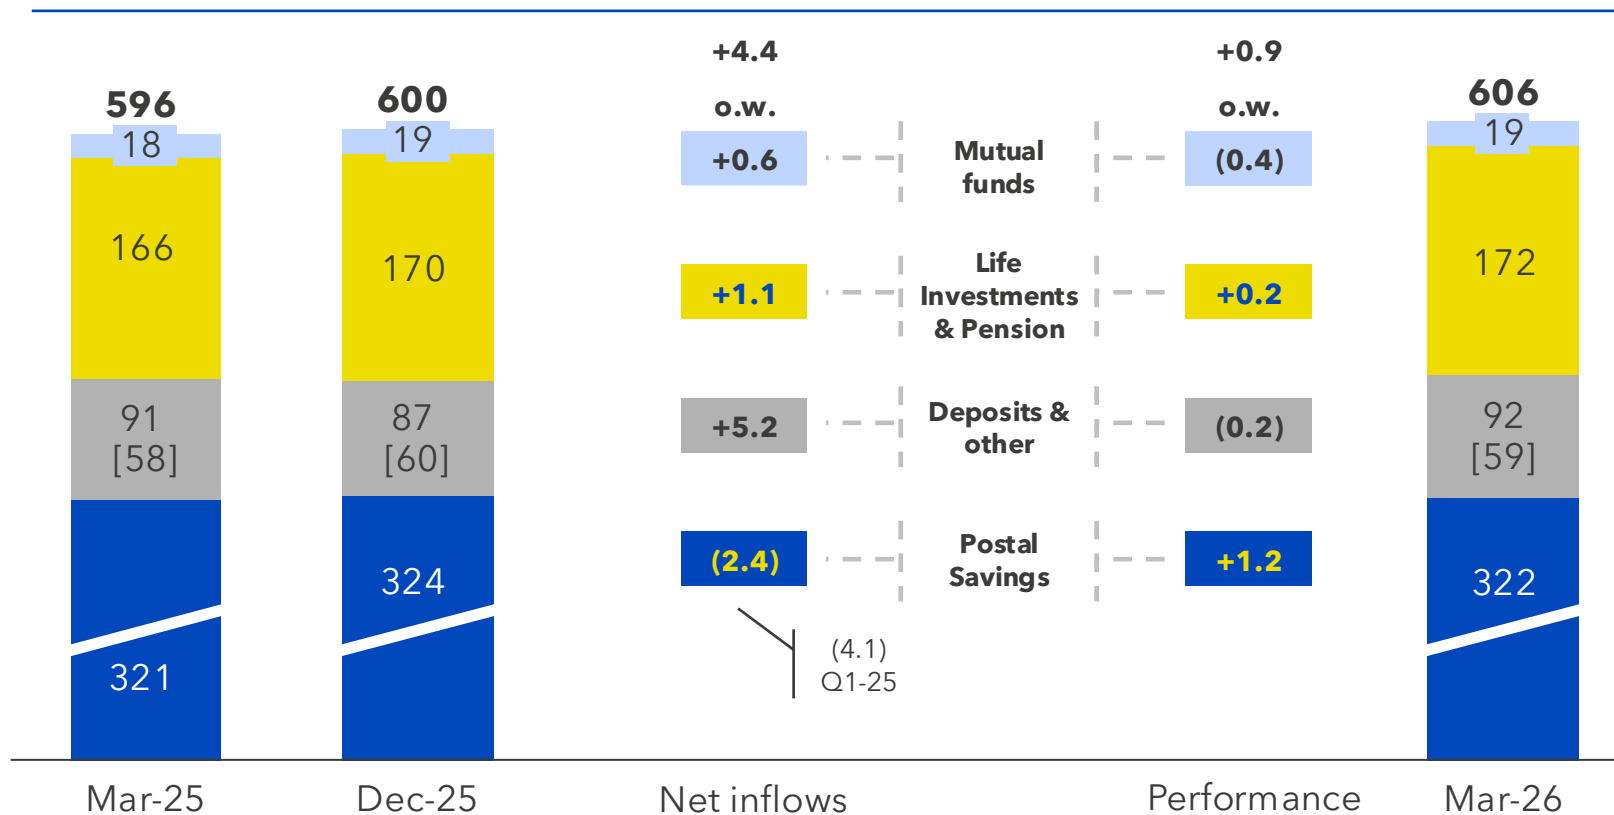 596
18
166
91
[58]
321
600
19
170
87
[60]
324
+4.4
o.w.
+0.6
+1.1
+5.2
(2.4)
(4.1)
Q1-25
Mutual
funds
Life
Investments
& Pension
Deposits &
other
Postal
Savings
+0.9
o.w.
(0.4)
+0.2
(0.2)
+1.2
606
19
172
92
[59]
322
Mar-25
Dec-25
Net inflows
Performance
Mar-26